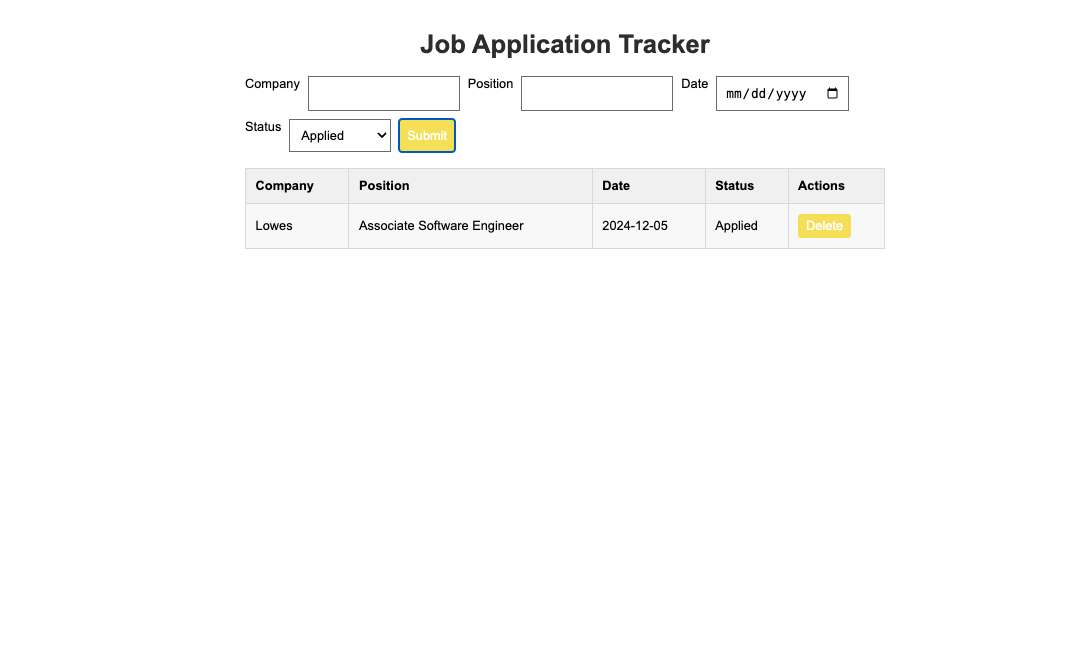 Job Application Tracker
Company Position Date mm/dd/yyyy
Status Applied Submit
Company Position Date Status Actions
Lowes Associate Software Engineer 2024-12-05 Applied Delete